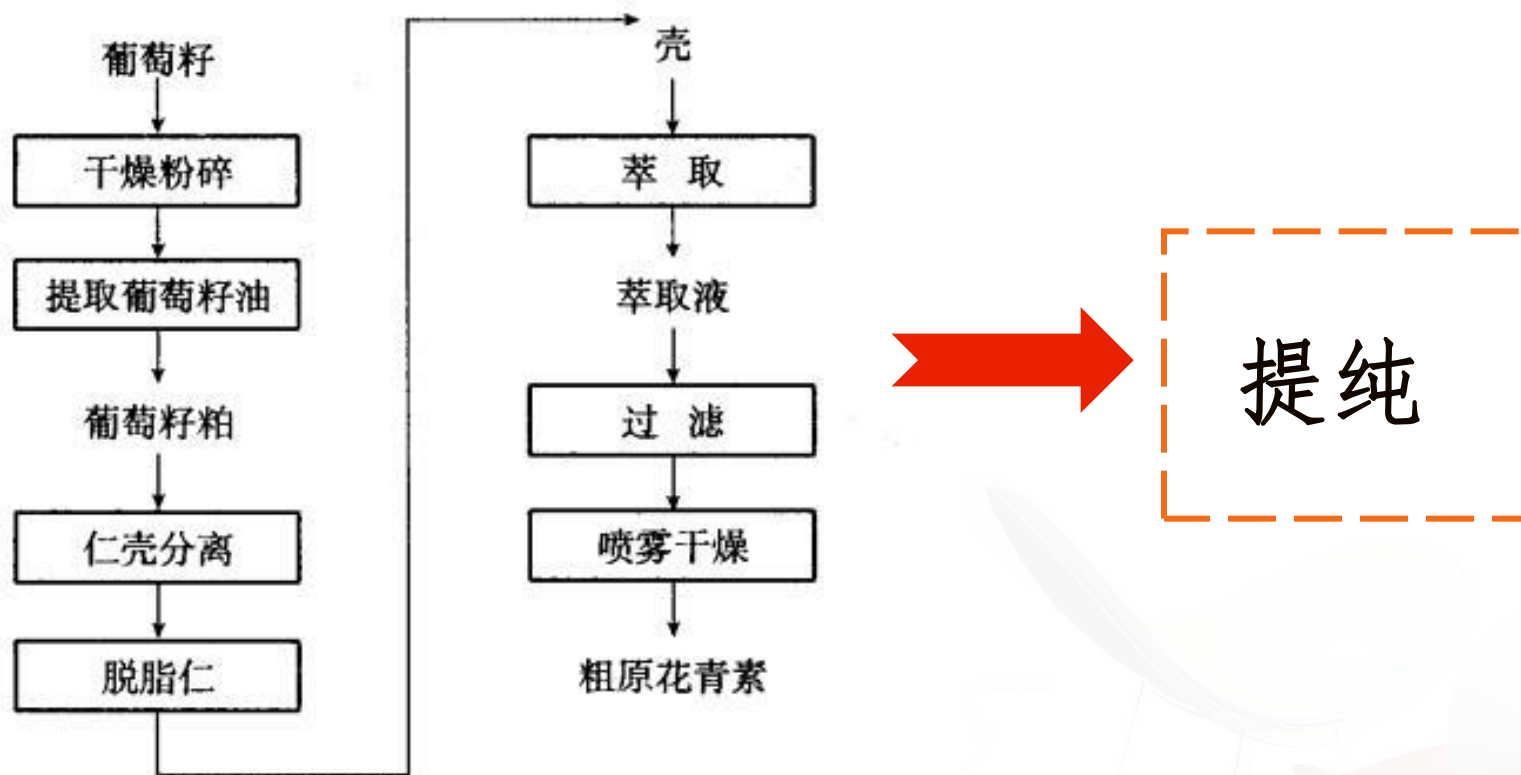 葡萄籽
干燥粉碎
提取葡萄籽油
葡萄籽粕
仁壳分离
脱脂仁
壳
萃 取
萃取液
过 滤
喷雾干燥
粗原花青素
提纯